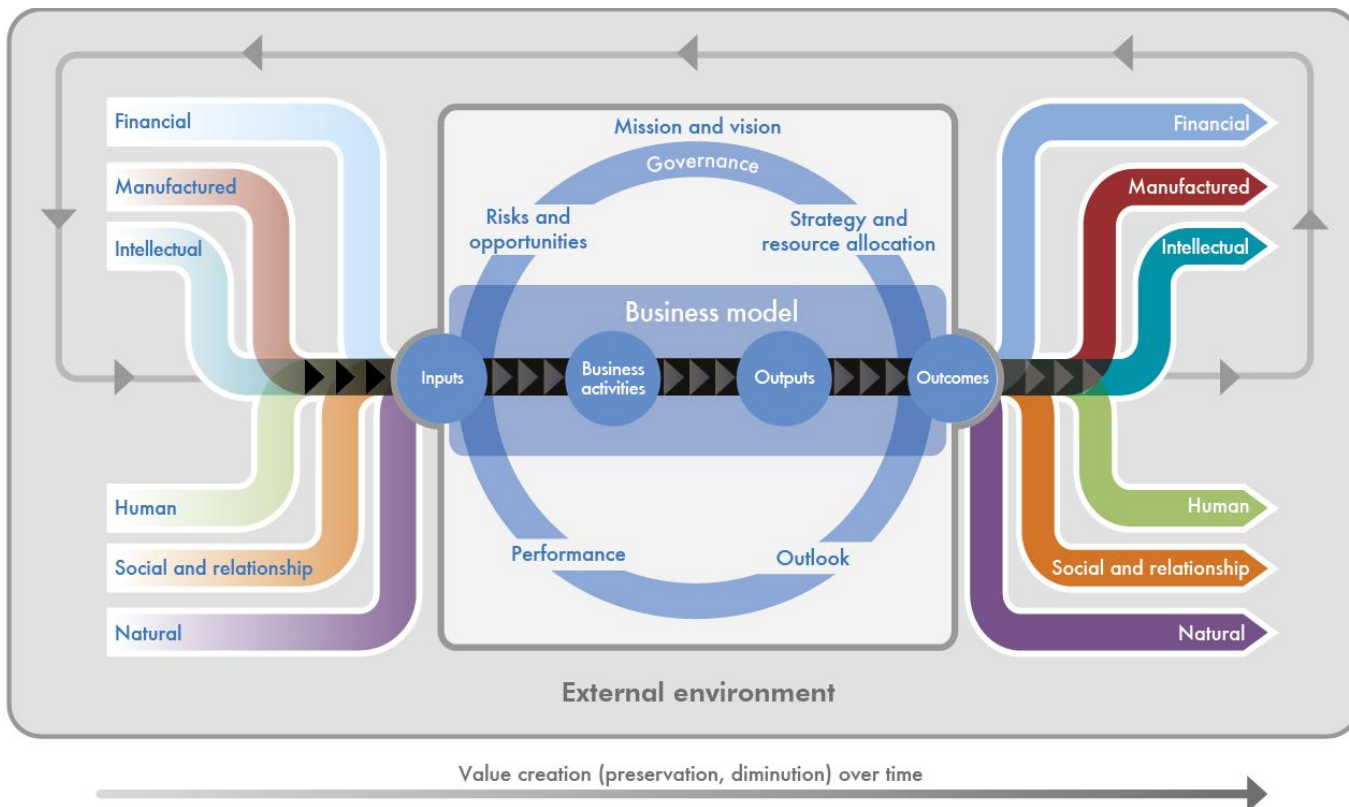 Financial
Manufactured
Intellectual
Human
Social and relationship
Natural
Mission and vision
Governance
Risks and
opportunities
Strategy and
resource allocation
Business model
Inputs
Business
activities
Outputs
Outcomes
Performance
Outlook
Financial
Manufactured
Intellectual
Human
Social and relationship
Natural
External environment
Value creation (preservation, diminution) over time